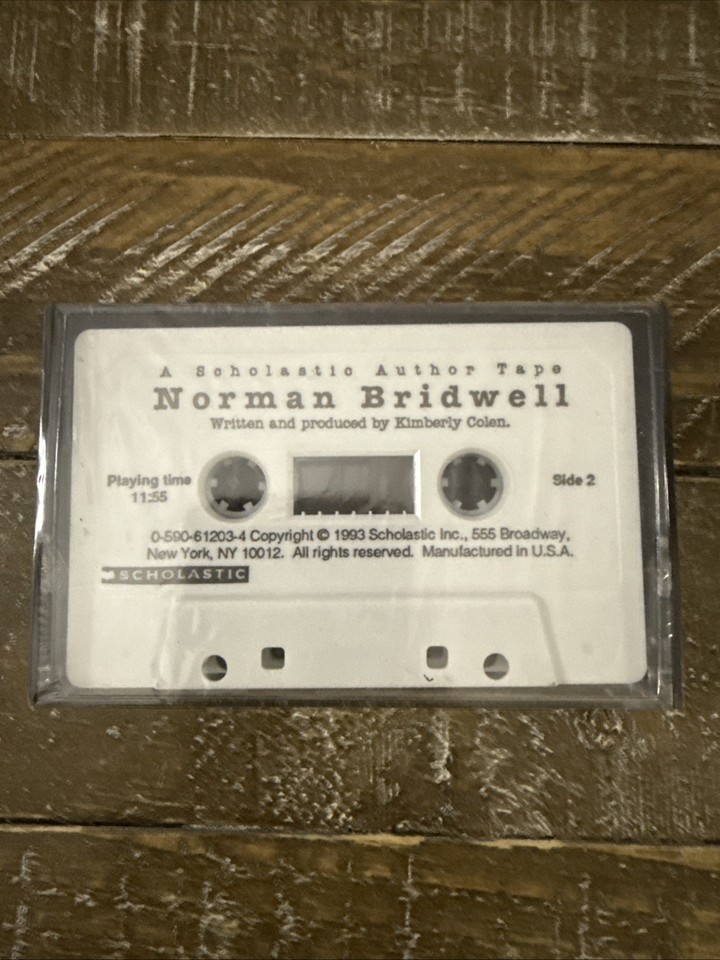 A Scholastic Author Tape
Norman Bridwell
Written and produced by Kimberly Colen.
Playing time
11:55
Side 2
0-590-61203-4 Copyright © 1993 Scholastic Inc., 555 Broadway,
New York, NY 10012. All rights reserved. Manufactured in U.S.A.
SCHOLASTIC